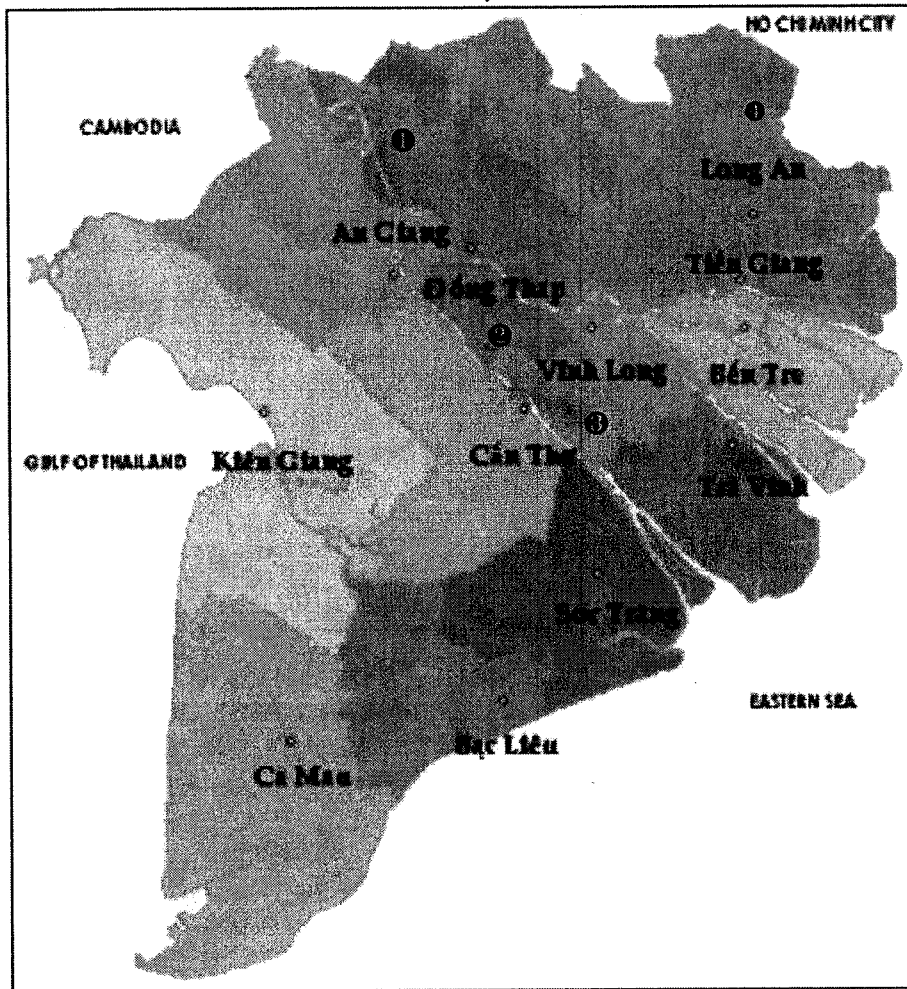 HO CHI MINH CITY
CAMBODIA
Long An
An Giang
Tiền Giang
Đồng Tháp
Vĩnh Long
Bến Tre
GULF OF THAILAND
Kiên Giang
Cần Thơ
3
Trà Vinh
Sóc Trăng
EASTERN SEA
Bạc Liêu
Cà Mau